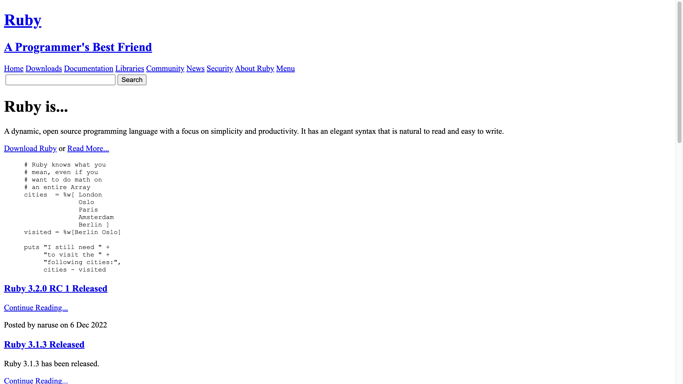 Ruby
A Programmer's Best Friend
Home Downloads Documentation Libraries Community News Security About Ruby Menu
Search
Ruby is...
A dynamic, open source programming language with a focus on simplicity and productivity. It has an elegant syntax that is natural to read and easy to write.
Download Ruby or Read More...
# Ruby knows what you
# mean, even if you
# want to do math on
# an entire Array
cities  = %w[ London
              Oslo
              Paris
              Amsterdam
              Berlin ]
visited = %w[Berlin Oslo]
puts "I still need " +
     "to visit the " +
     "following cities:",
     cities - visited
Ruby 3.2.0 RC 1 Released
Continue Reading...
Posted by naruse on 6 Dec 2022
Ruby 3.1.3 Released
Ruby 3.1.3 has been released.
Continue Reading...